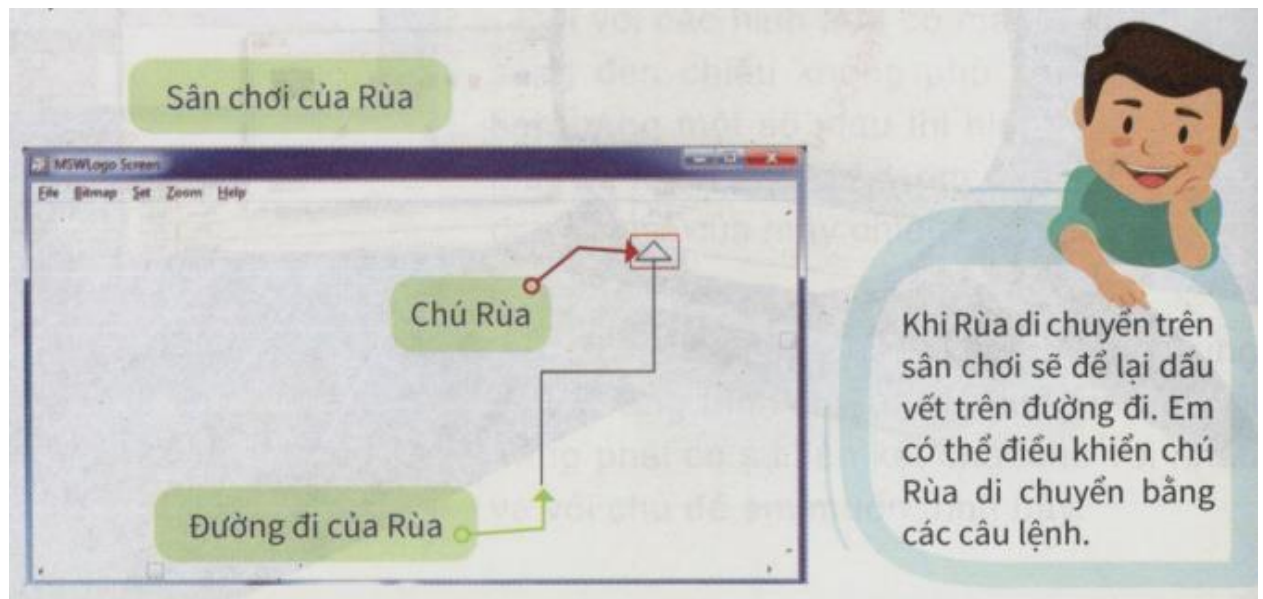 Sân chơi của Rùa
MSWLogo Screen
File Bitmap Set Zoom Help
Chú Rùa
Đường đi của Rùa
Khi Rùa di chuyển trên
sân chơi sẽ để lại dấu
vết trên đường đi. Em
có thể điều khiển chú
Rùa di chuyển bằng
các câu lệnh.